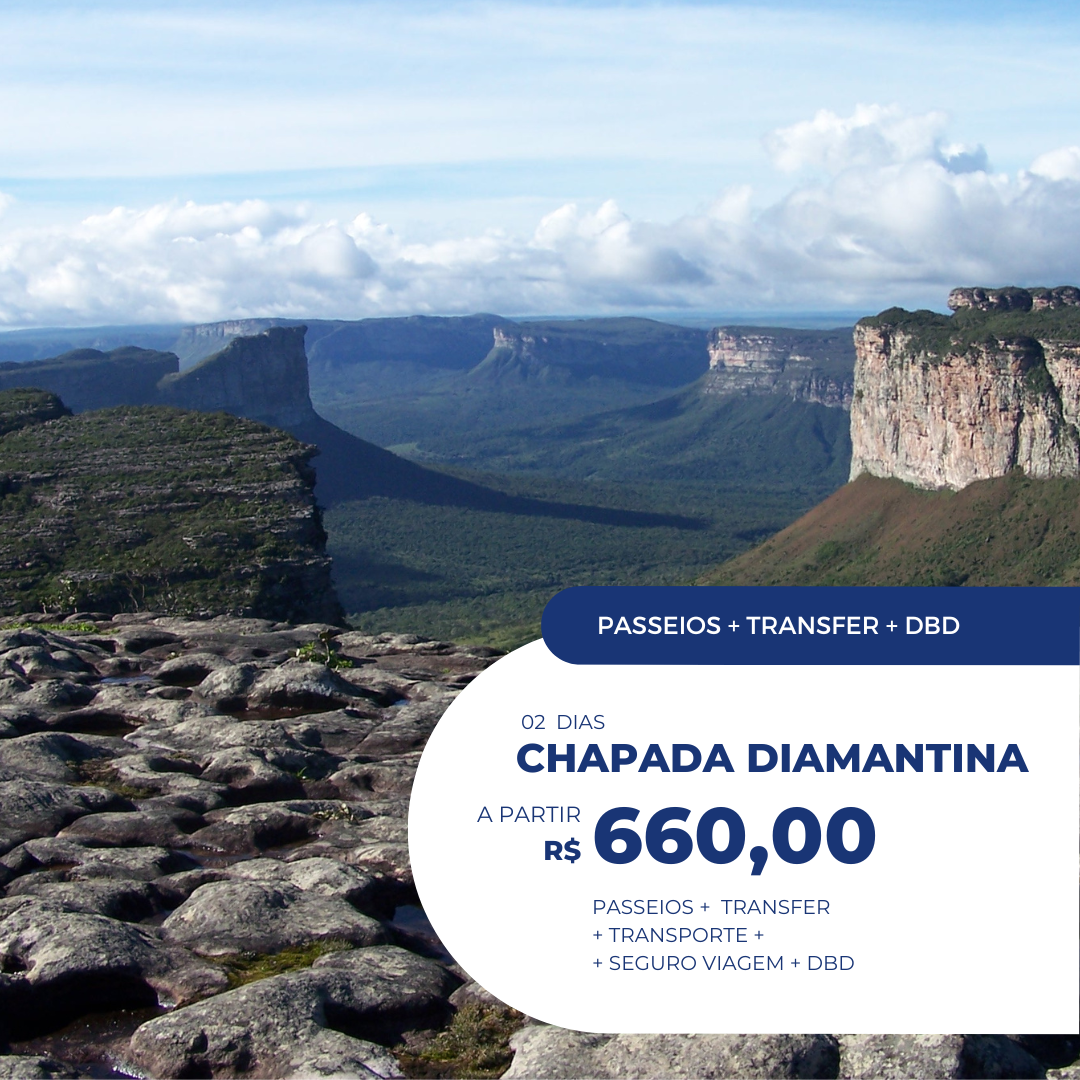 PASSEIOS + TRANSFER + DBD
02 DIAS
CHAPADA DIAMANTINA
A PARTIR
R$ 660,00
PASSEIOS + TRANSFER
+ TRANSPORTE +
+ SEGURO VIAGEM + DBD